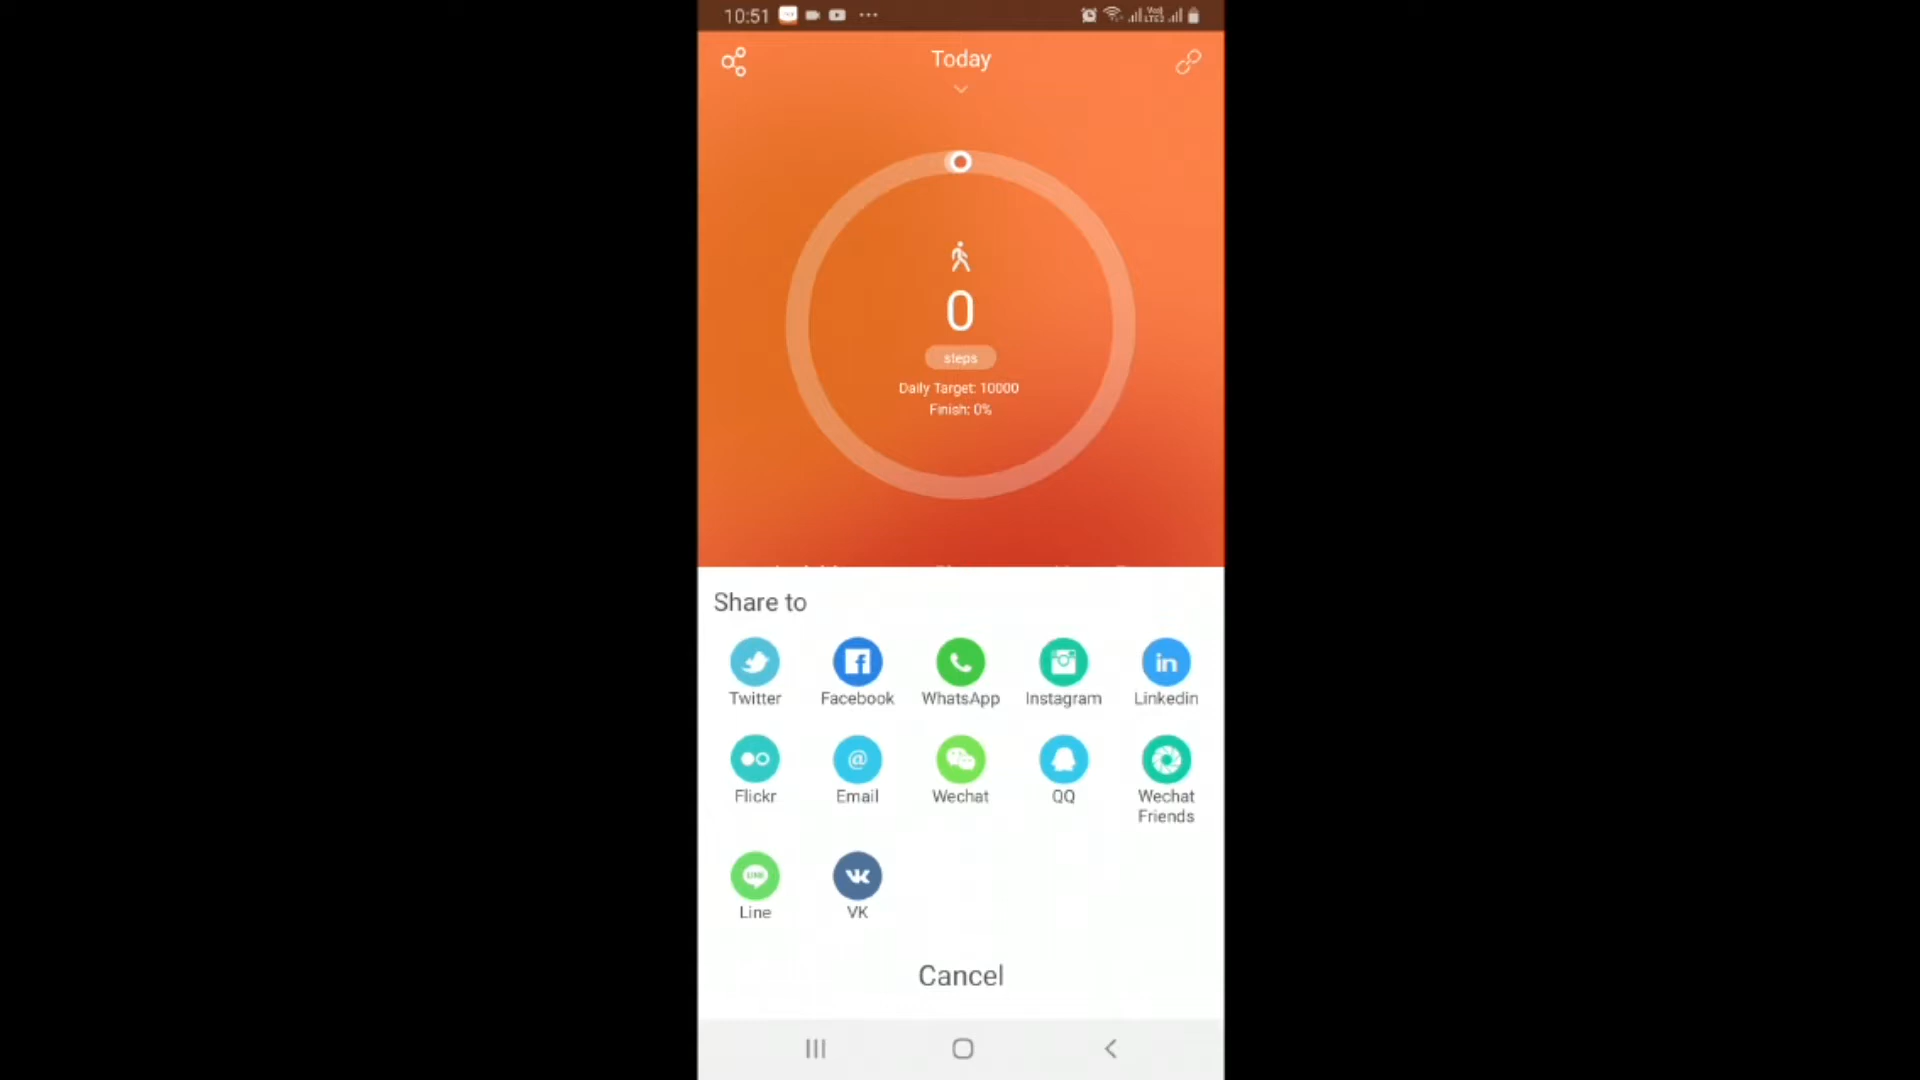 10:51
Today
0
steps
Daily Target: 10000
Finish: 0%
Share to
Twitter
Facebook
WhatsApp
Instagram
Linkedin
Flickr
Email
Wechat
QQ
Wechat
Friends
Line
VK
Cancel